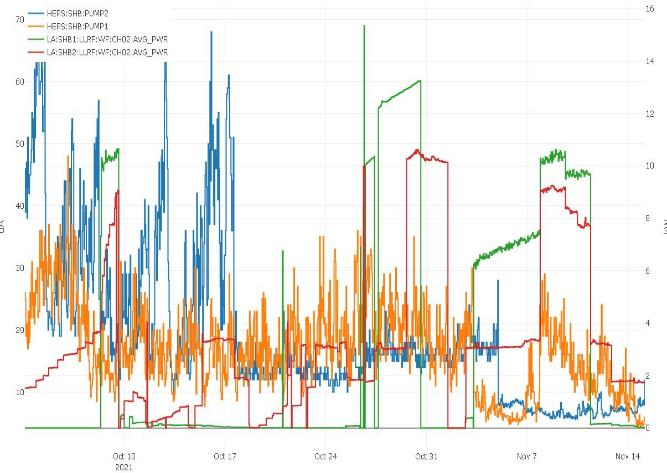 HEPS:SHB:PUMP2
HEPS:SHB:PUMP1
LA:SHB1:LLRF:WF:CH02:AVG_PWR
LA:SHB2:LLRF:WF:CH02:AVG_PWR
70
60
50
40
30
20
10
16
14
12
10
8
6
4
2
0
Oct 10
2021
Oct 17
Oct 24
Oct 31
Nov 7
Nov 14